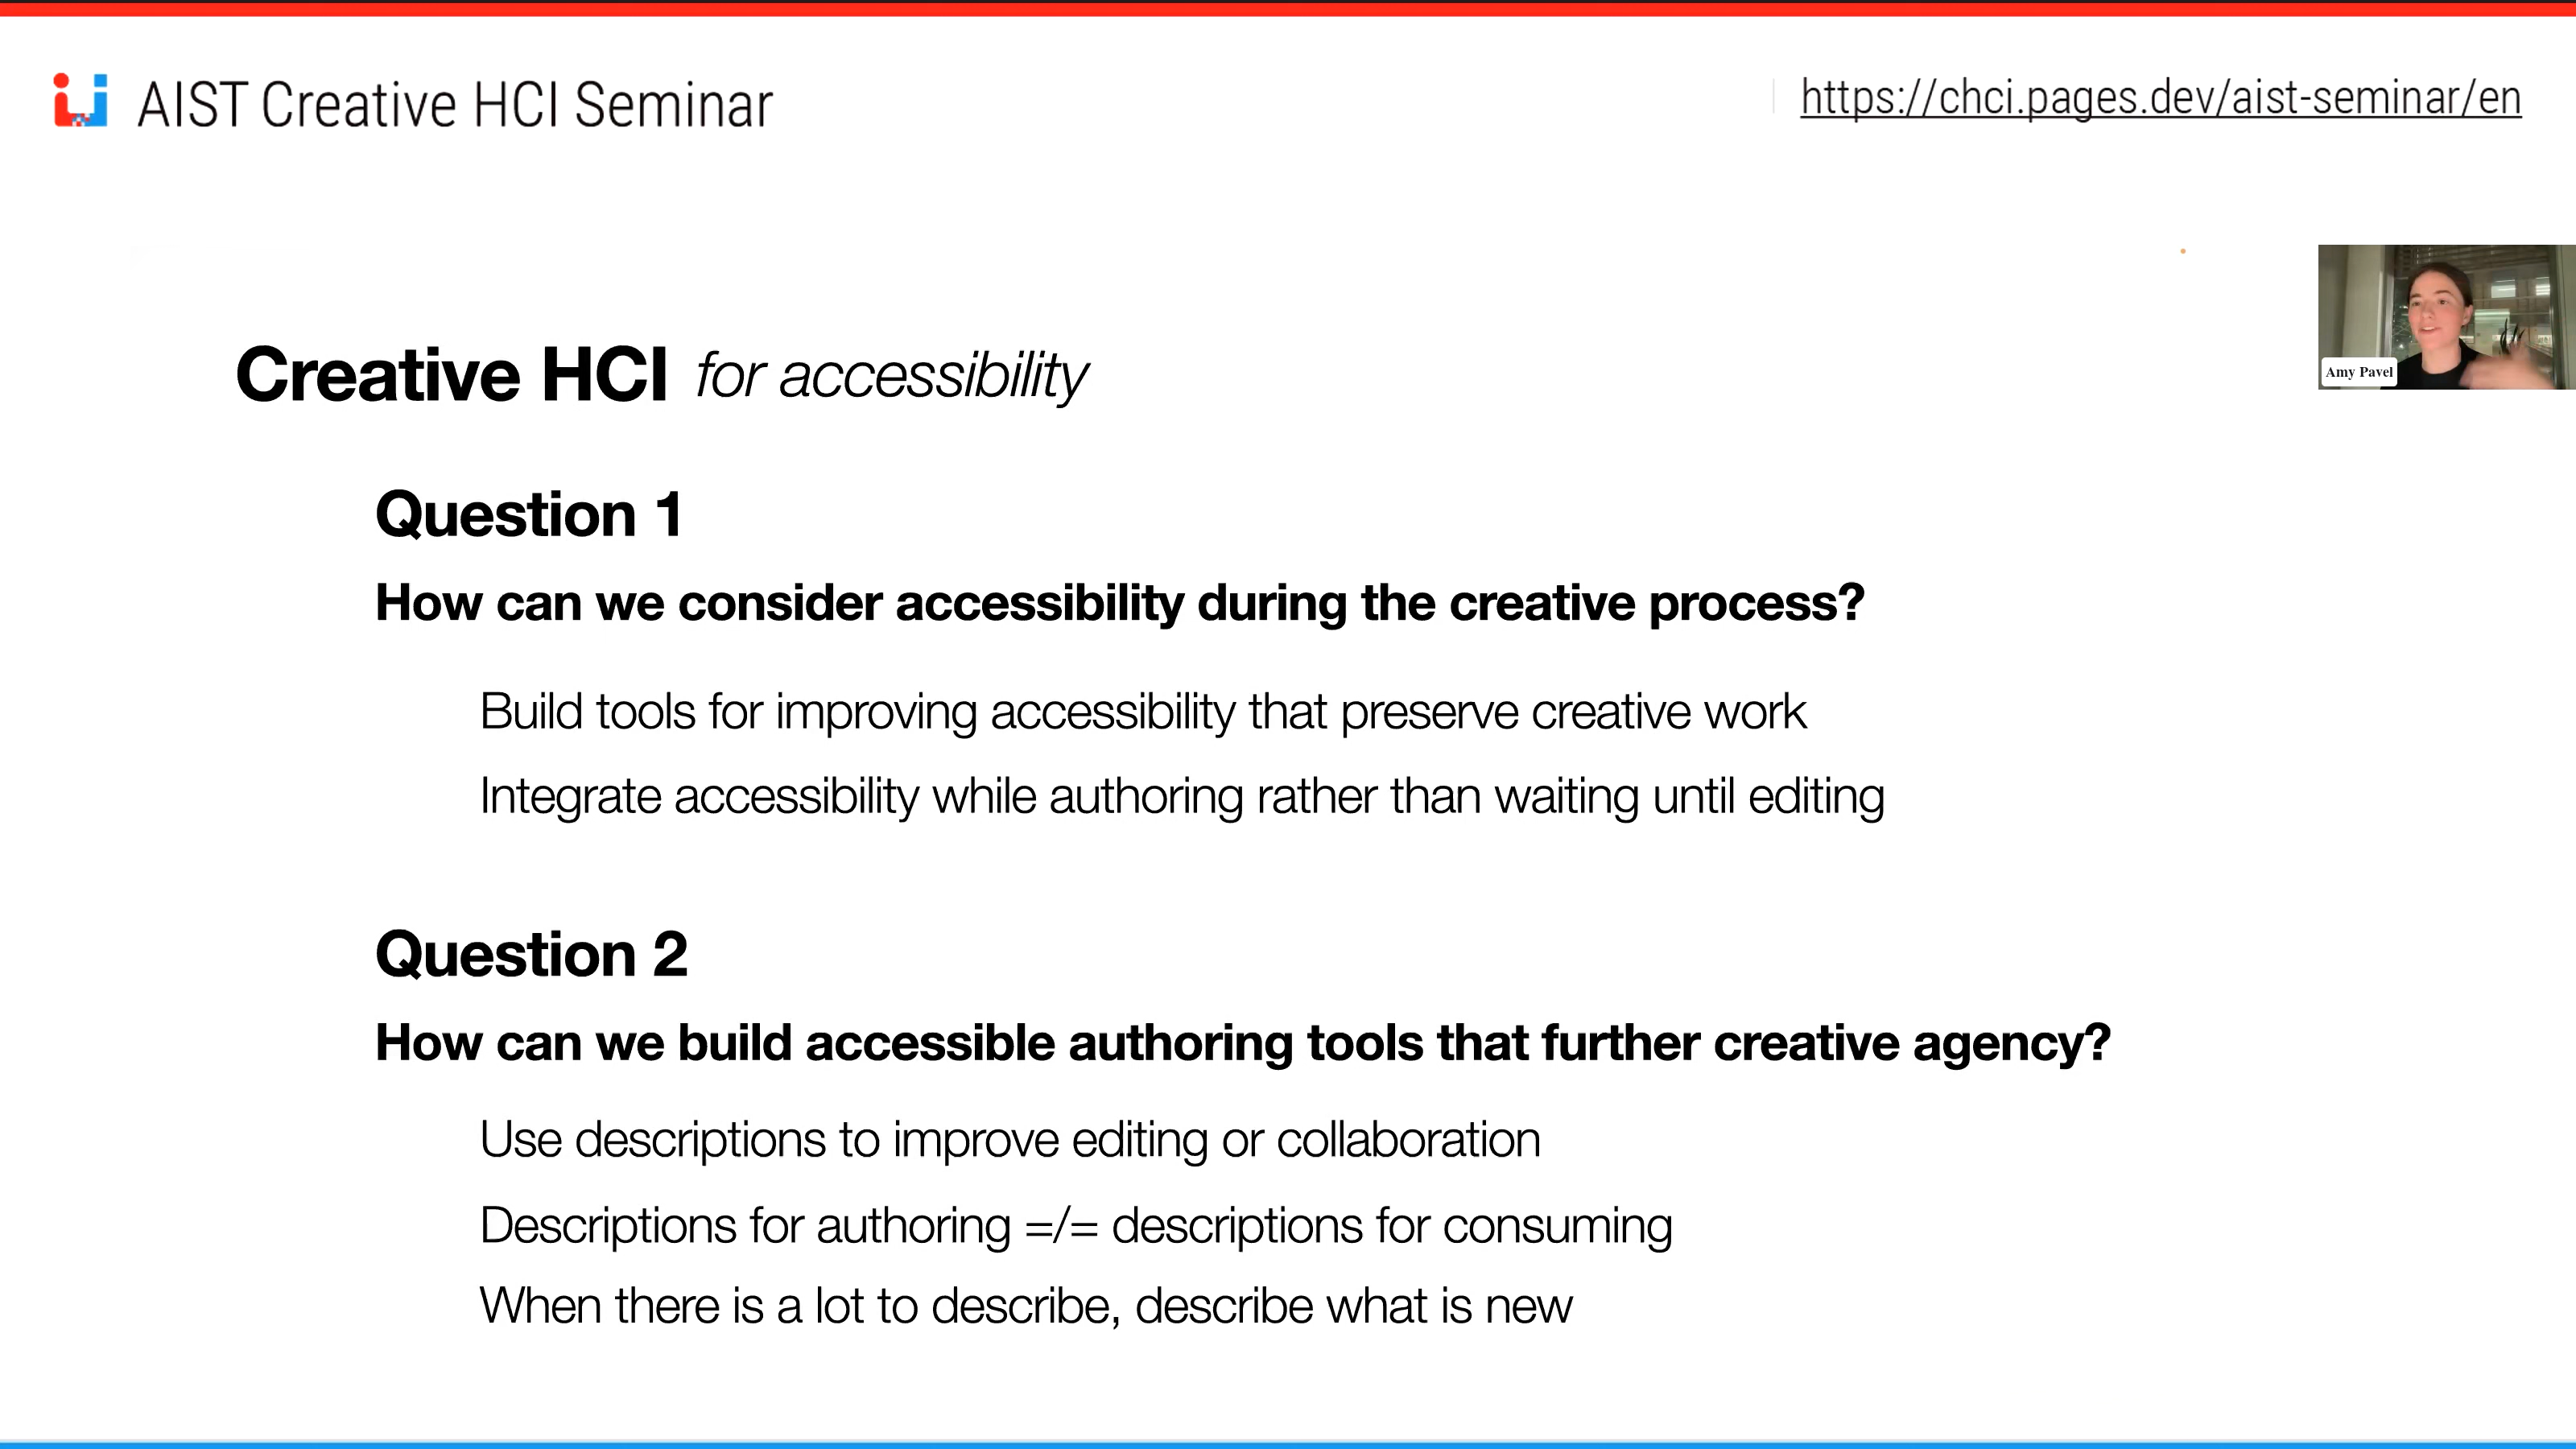 AIST Creative HCI Seminar
https://chci.pages.dev/aist-seminar/en
Amy Pavel
Creative HCI for accessibility
Question 1
How can we consider accessibility during the creative process?
Build tools for improving accessibility that preserve creative work
Integrate accessibility while authoring rather than waiting until editing
Question 2
How can we build accessible authoring tools that further creative agency?
Use descriptions to improve editing or collaboration
Descriptions for authoring =/= descriptions for consuming
When there is a lot to describe, describe what is new